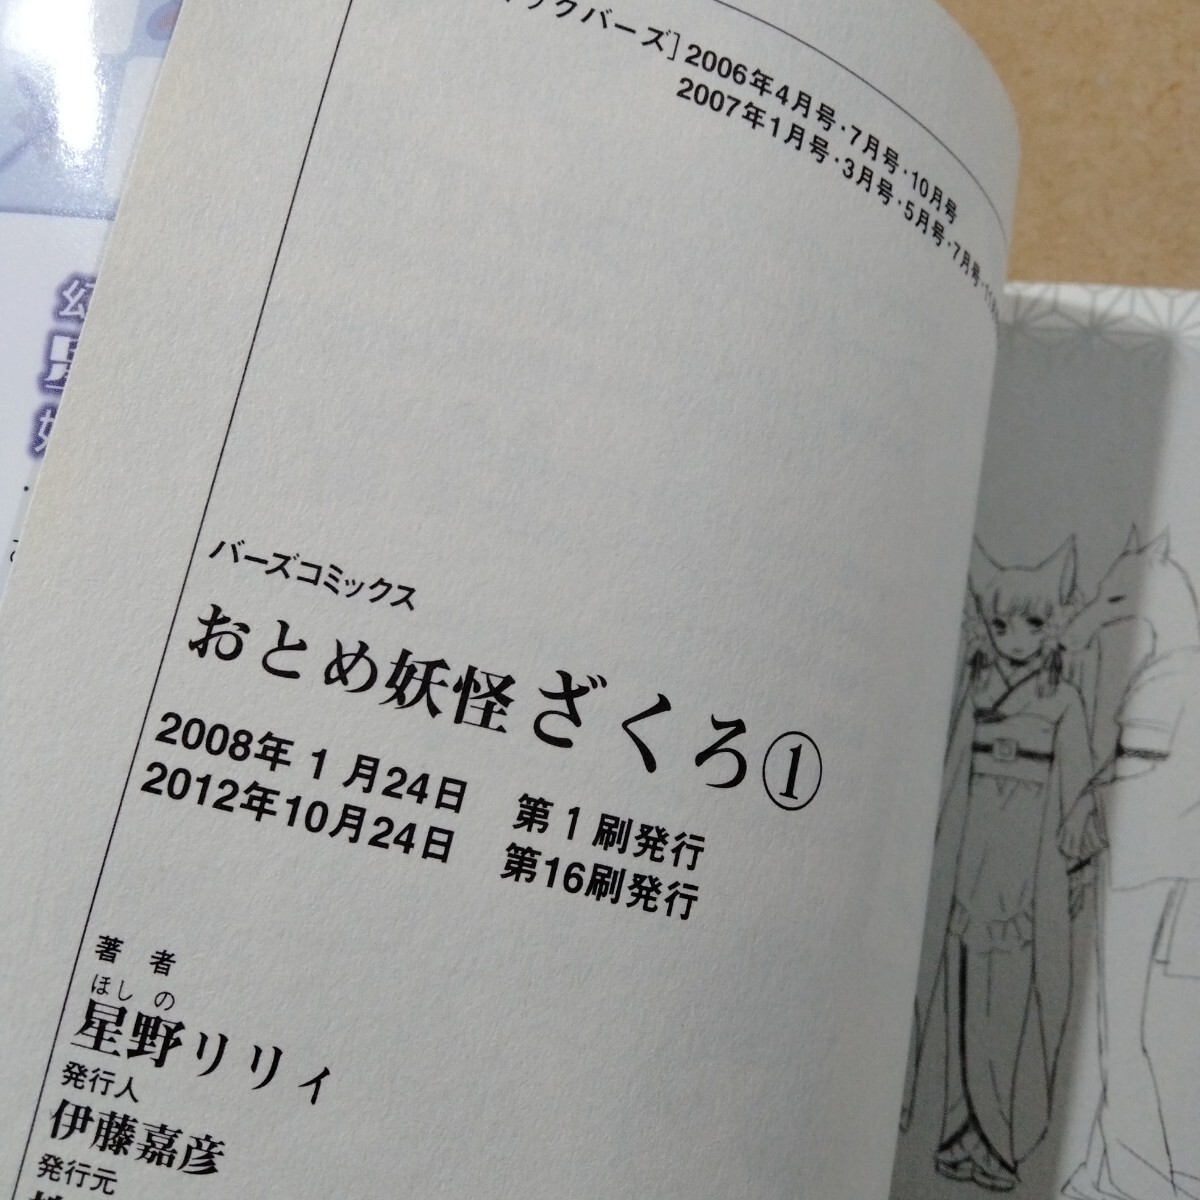 ックバーズ］2006年4月号・7月号・10月号
2007年1月号・3月号・5月号・7月号・11
バーズコミックス
おとめ妖怪 ざくろ①
2008年 1 月24日 第 1 刷発行
2012年10月24日 第16刷発行
著 者
ほし の
星野リリィ
発行人
伊藤嘉彦
発行元